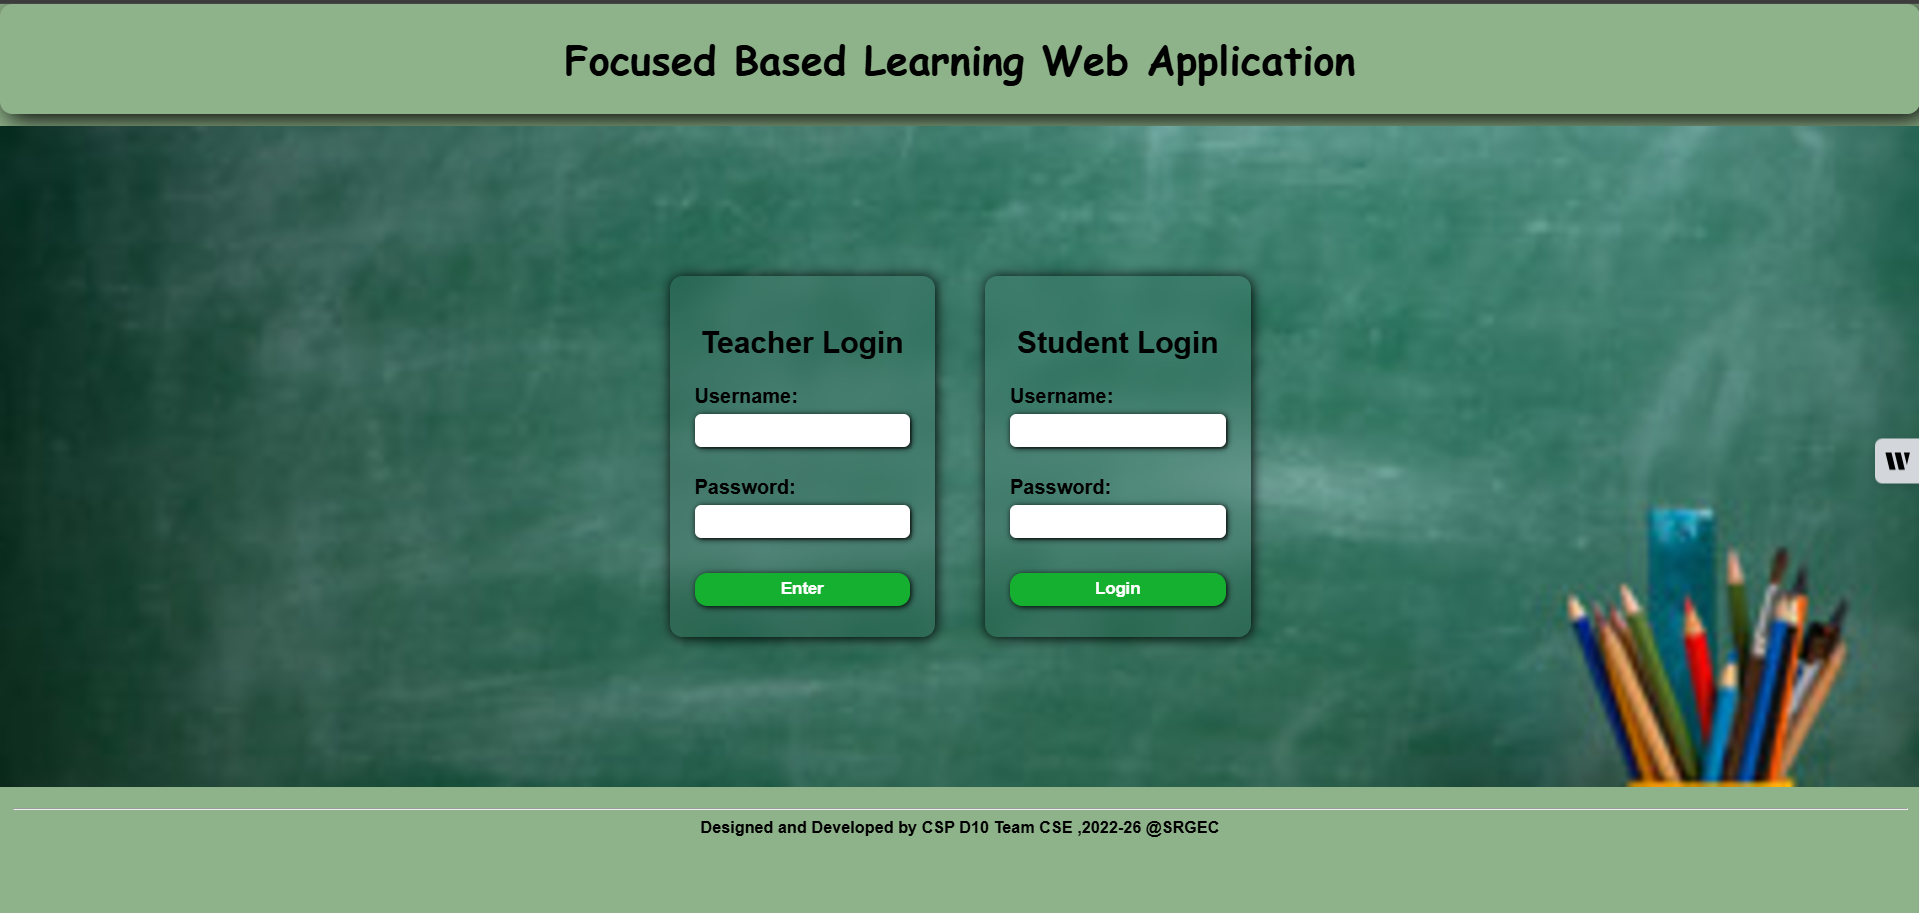 Focused Based Learning Web Application
Teacher Login
Username:
Password:
Enter
Student Login
Username:
Password:
Login
W
Designed and Developed by CSP D10 Team CSE ,2022-26 @SRGEC